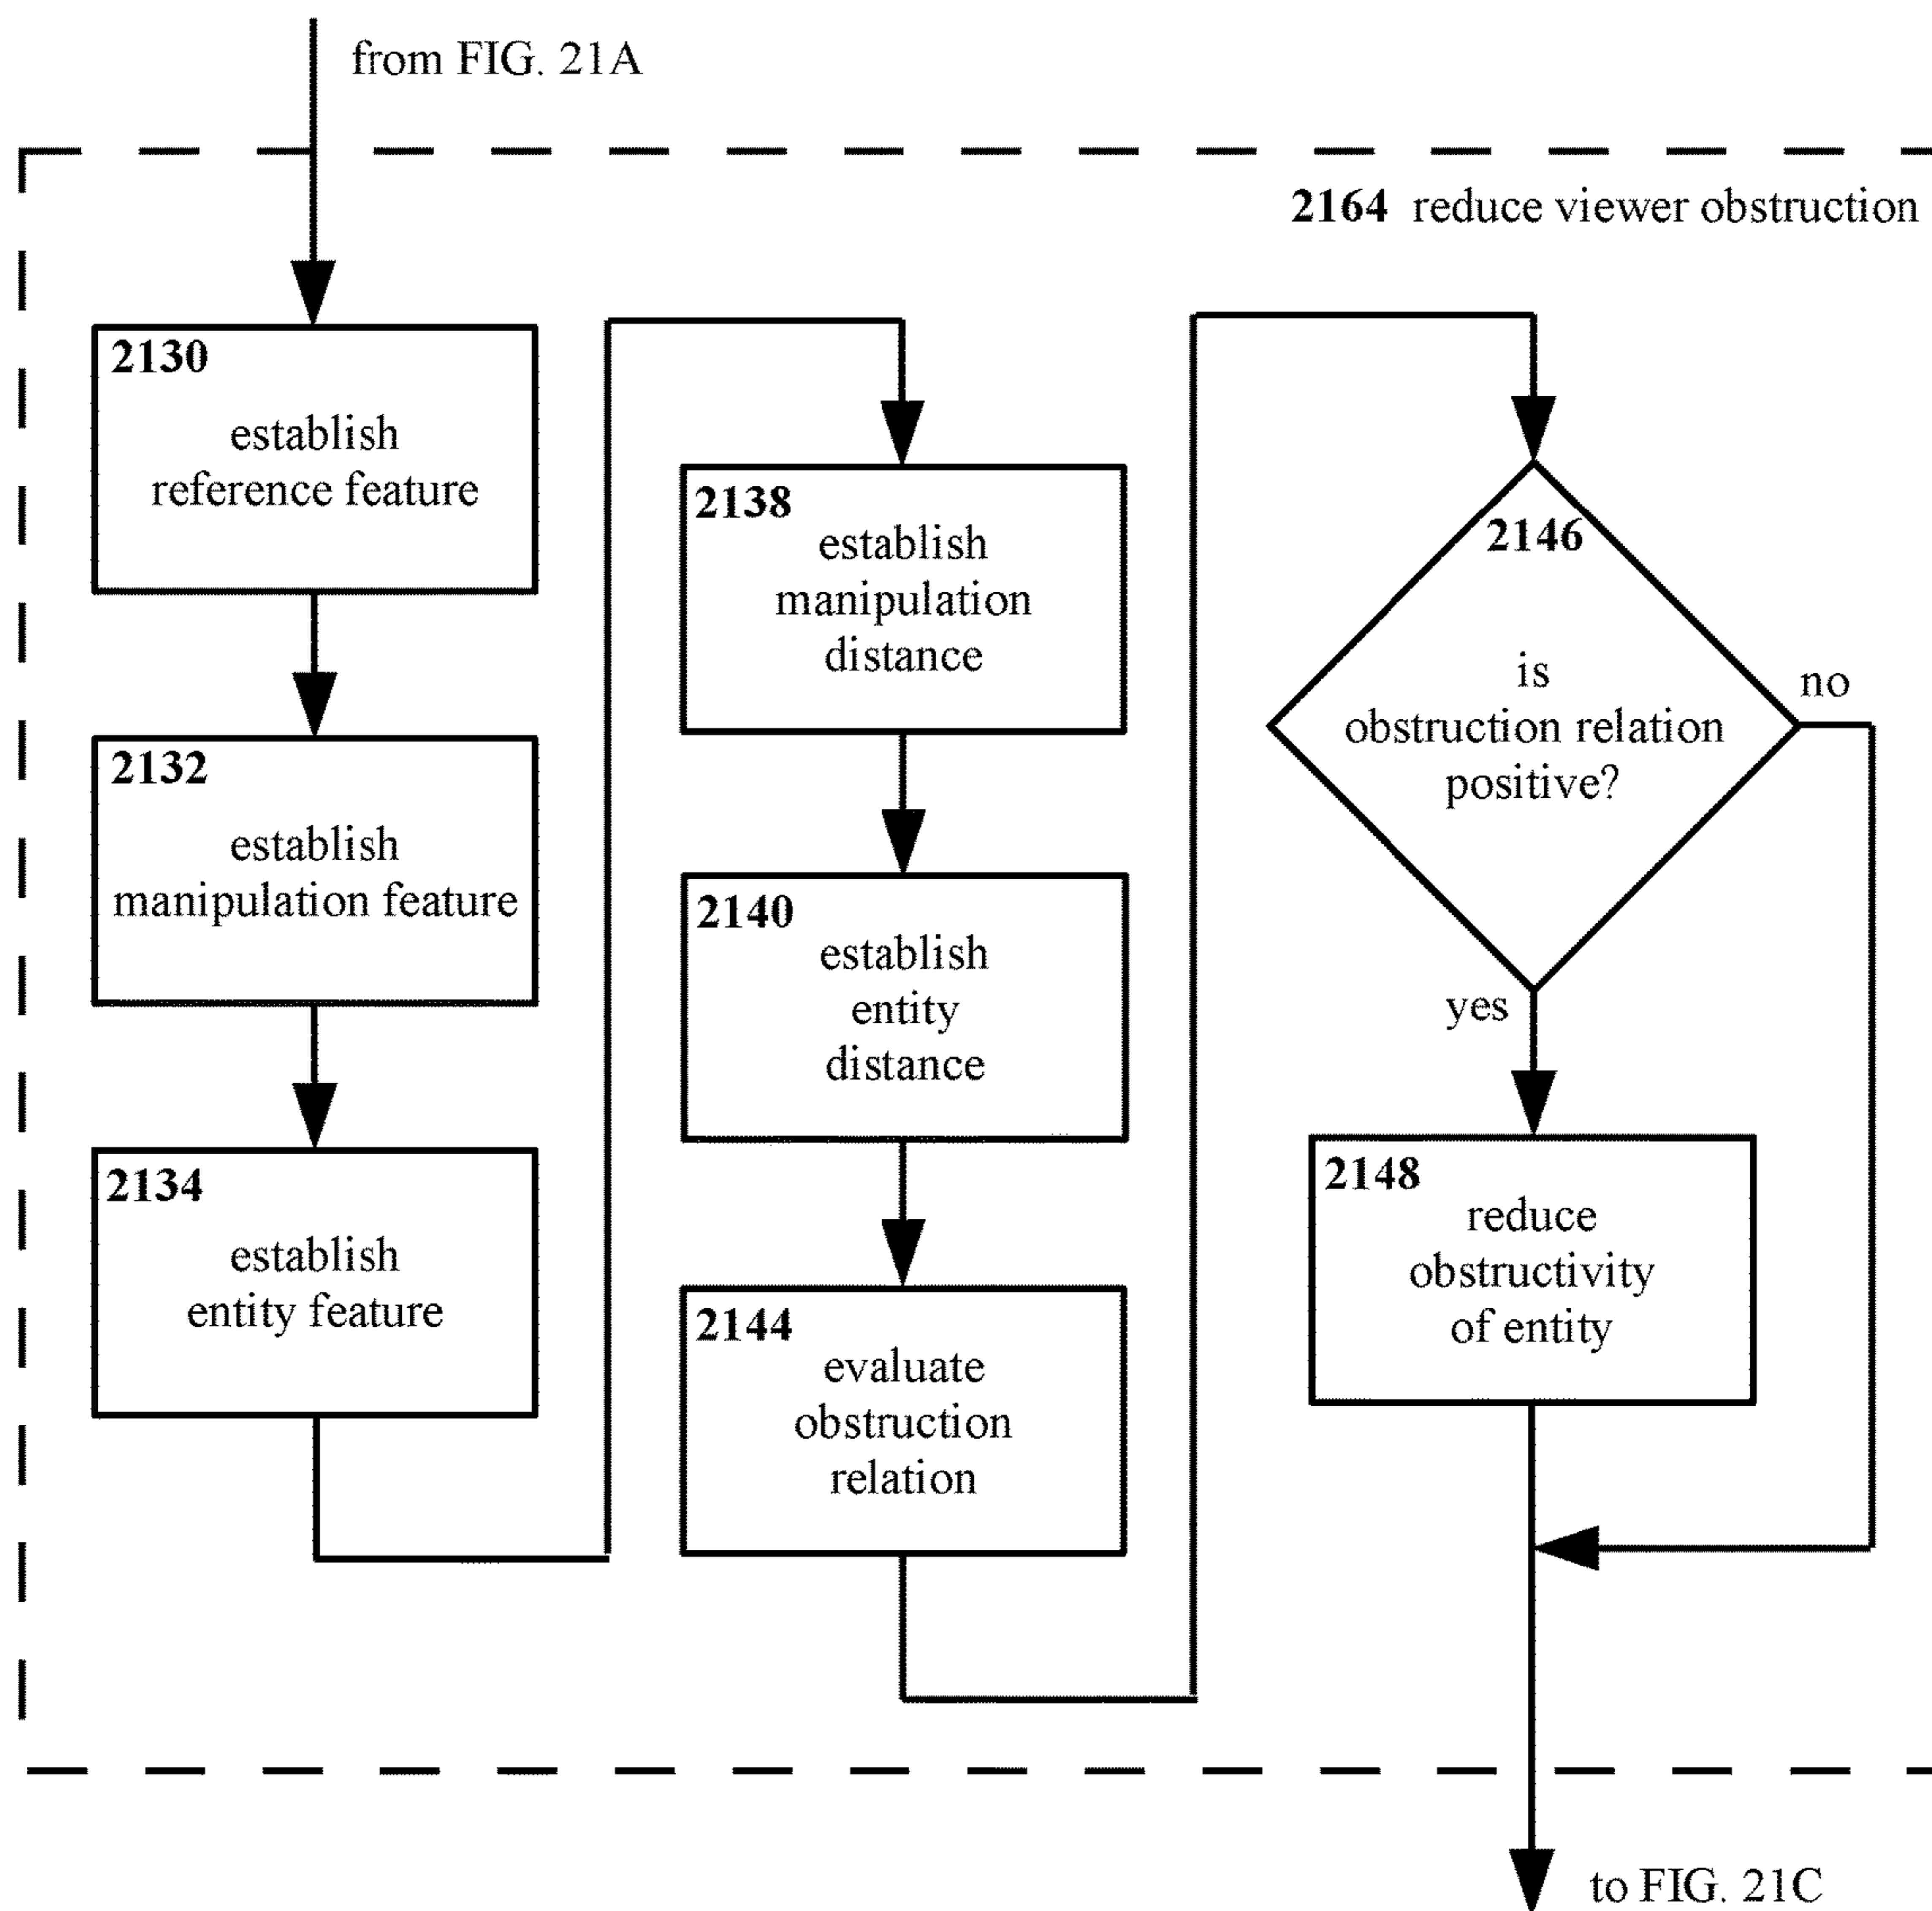 from FIG. 21A
2164 reduce viewer obstruction
2130
establish
reference feature
2132
establish
manipulation feature
2134
establish
entity feature
2138
establish
manipulation
distance
2140
establish
entity
distance
2144
evaluate
obstruction
relation
2146
is
obstruction relation
positive?
no
yes
2148
reduce
obstructivity
of entity
to FIG. 21C